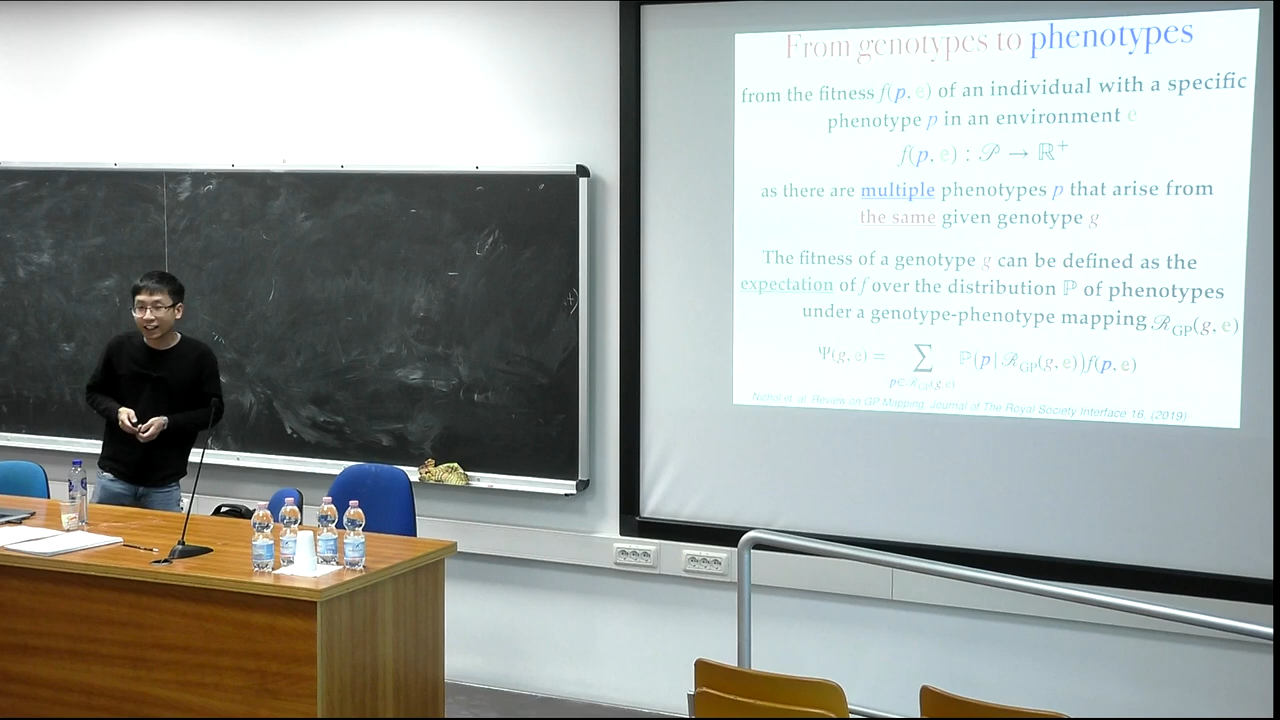 From genotypes to phenotypes
from the fitness f(p, e) of an individual with a specific
phenotype p in an environment e
f(p, e) : 𝒫 → ℝ⁺
as there are multiple phenotypes p that arise from
the same given genotype g
The fitness of a genotype g can be defined as the
expectation of f over the distribution ℙ of phenotypes
under a genotype-phenotype mapping ℛGP(g, e)
Ψ(g, e) = ∑ ℙ(p | ℛGP(g, e))f(p, e)
p∈ℛGP(g, e)
Nichol et. al. Review on GP Mapping. Journal of The Royal Society Interface 16, (2019)